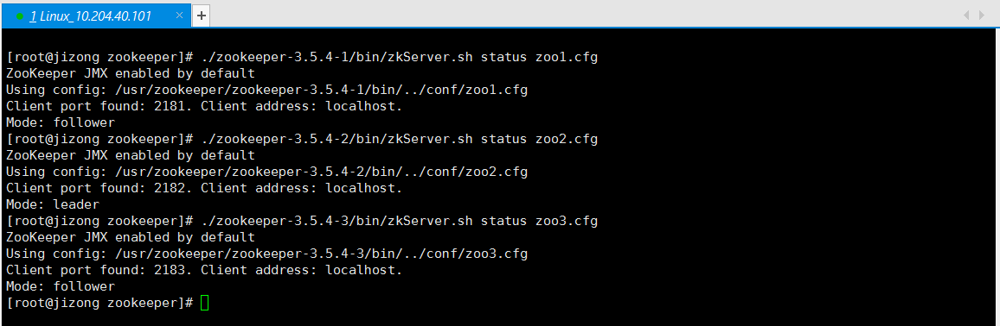 1 Linux_10.204.40.101 × +
[root@jizong zookeeper]# ./zookeeper-3.5.4-1/bin/zkServer.sh status zoo1.cfg
ZooKeeper JMX enabled by default
Using config: /usr/zookeeper/zookeeper-3.5.4-1/bin/../conf/zoo1.cfg
Client port found: 2181. Client address: localhost.
Mode: follower
[root@jizong zookeeper]# ./zookeeper-3.5.4-2/bin/zkServer.sh status zoo2.cfg
ZooKeeper JMX enabled by default
Using config: /usr/zookeeper/zookeeper-3.5.4-2/bin/../conf/zoo2.cfg
Client port found: 2182. Client address: localhost.
Mode: leader
[root@jizong zookeeper]# ./zookeeper-3.5.4-3/bin/zkServer.sh status zoo3.cfg
ZooKeeper JMX enabled by default
Using config: /usr/zookeeper/zookeeper-3.5.4-3/bin/../conf/zoo3.cfg
Client port found: 2183. Client address: localhost.
Mode: follower
[root@jizong zookeeper]#